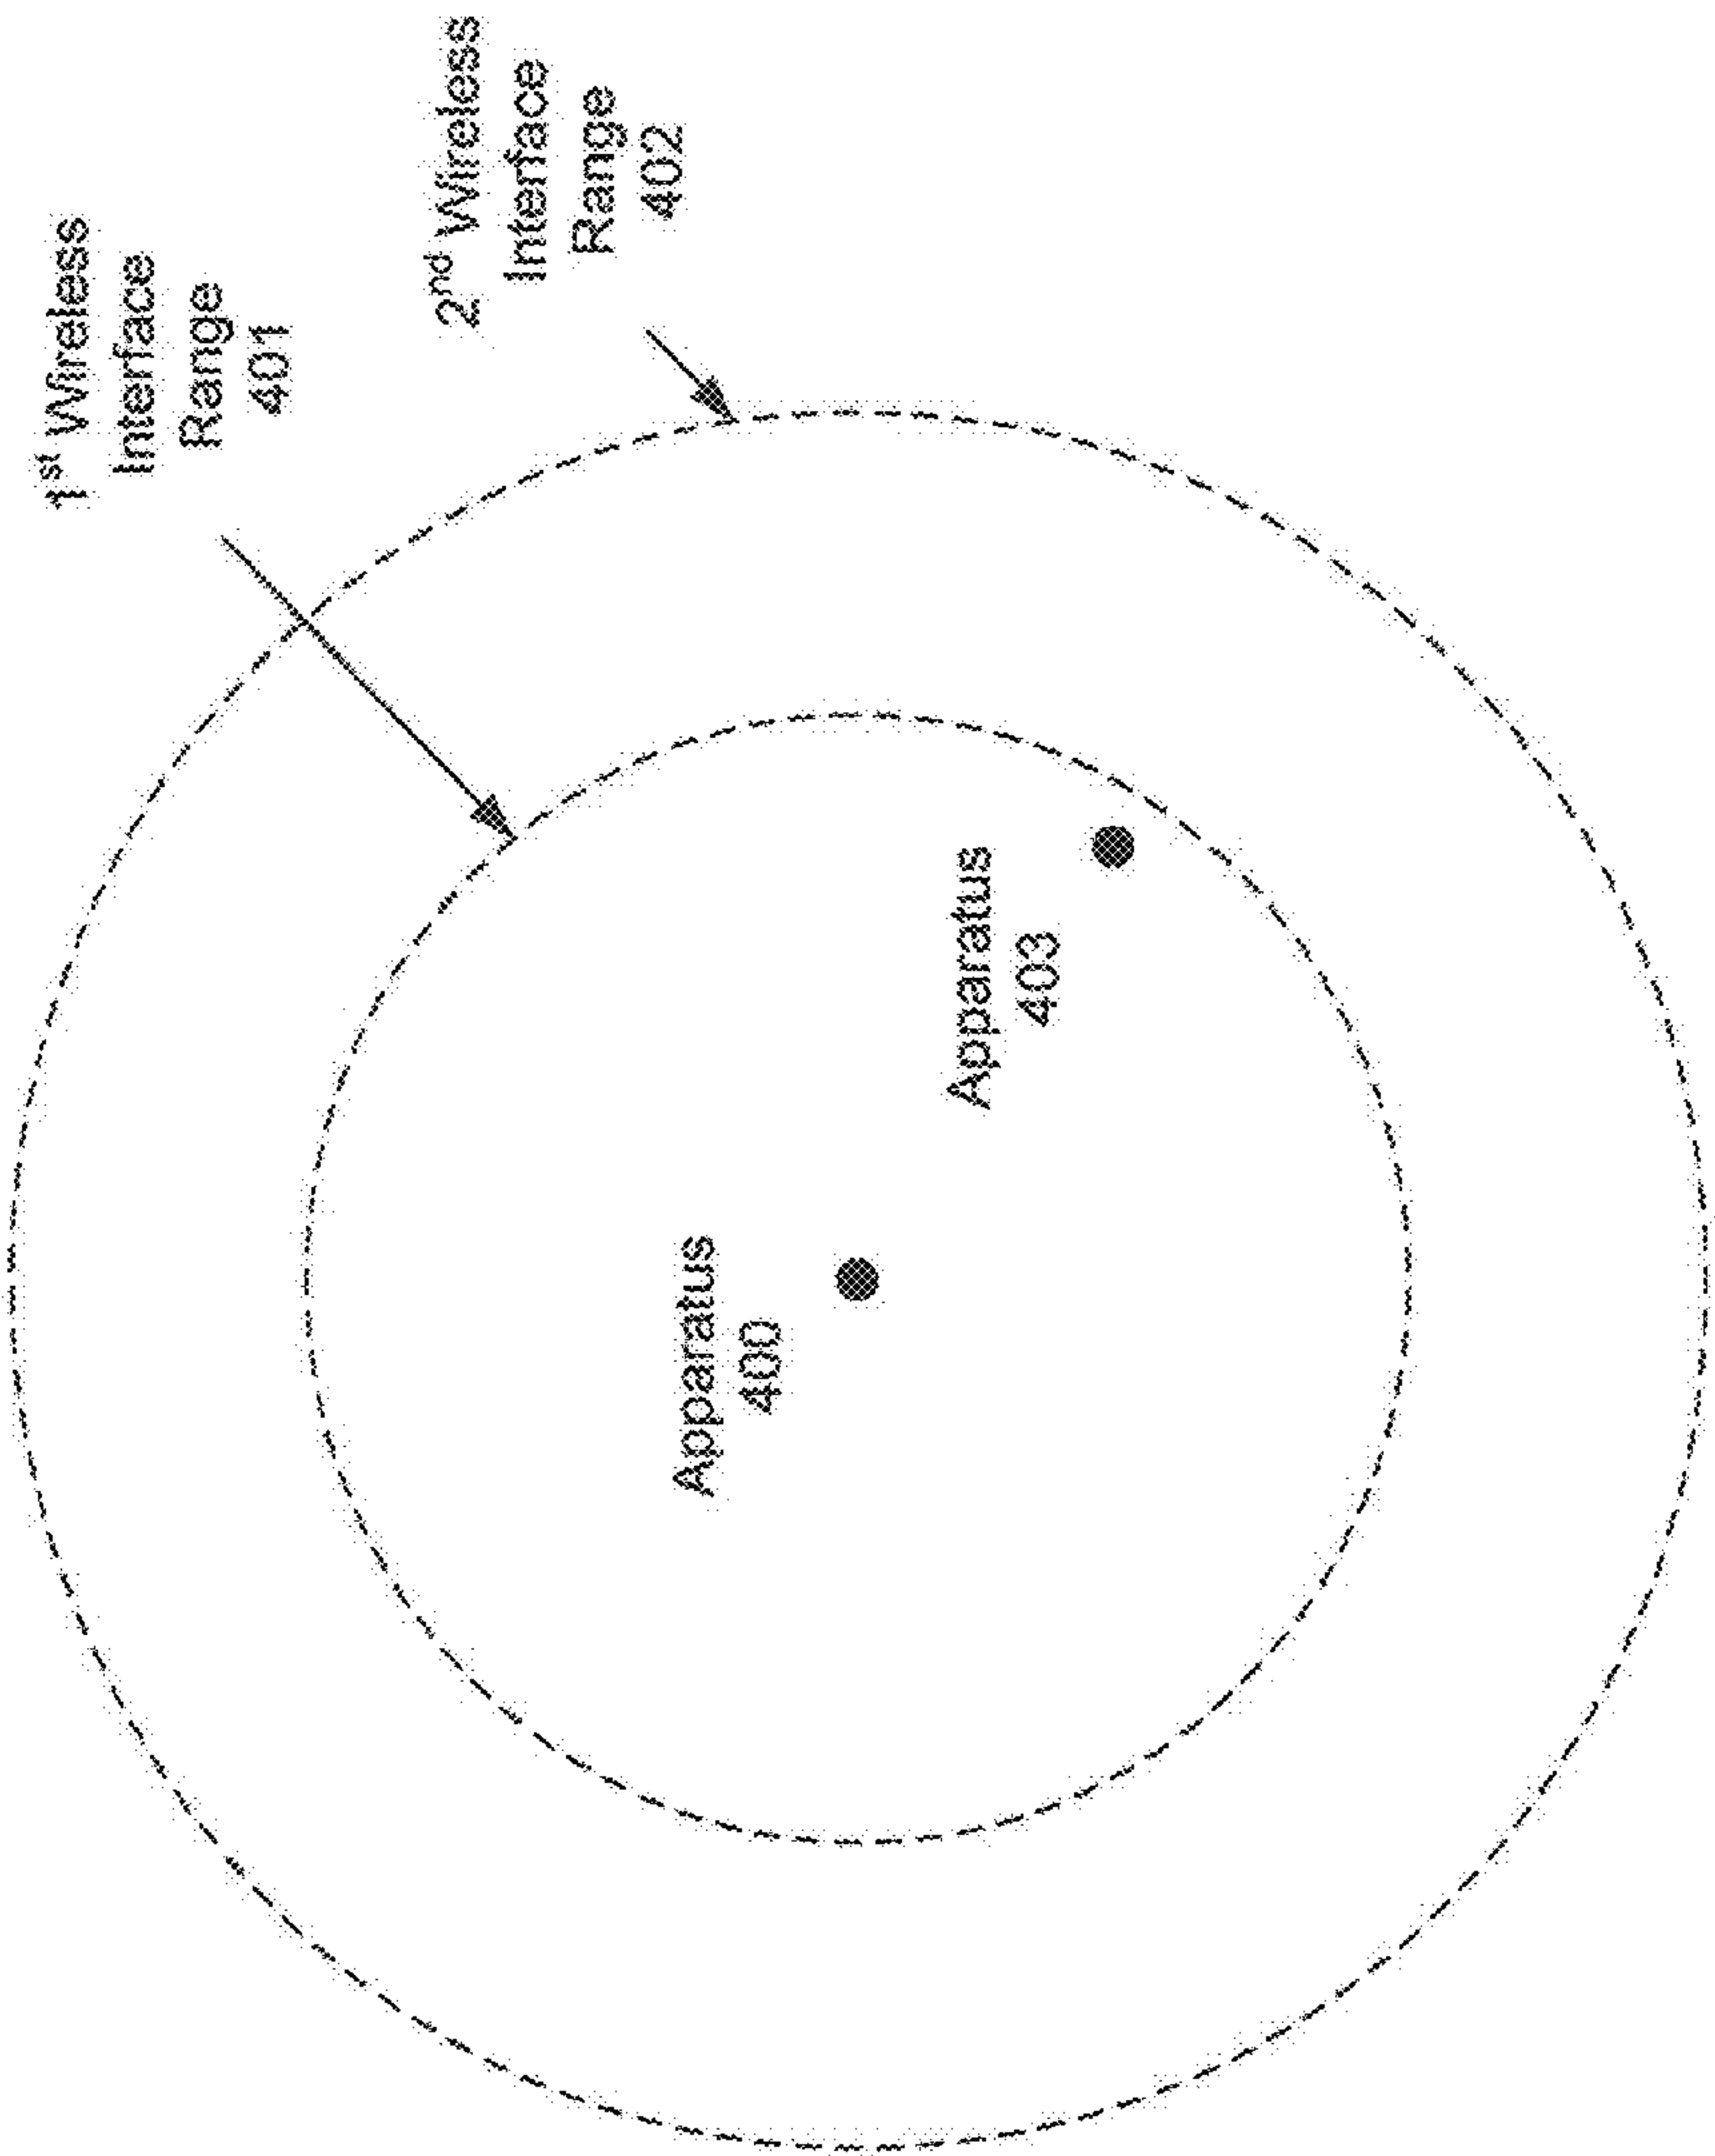 1st Wireless
Interface
Range
401
2nd Wireless
Interface
Range
402
Apparatus
400
Apparatus
403